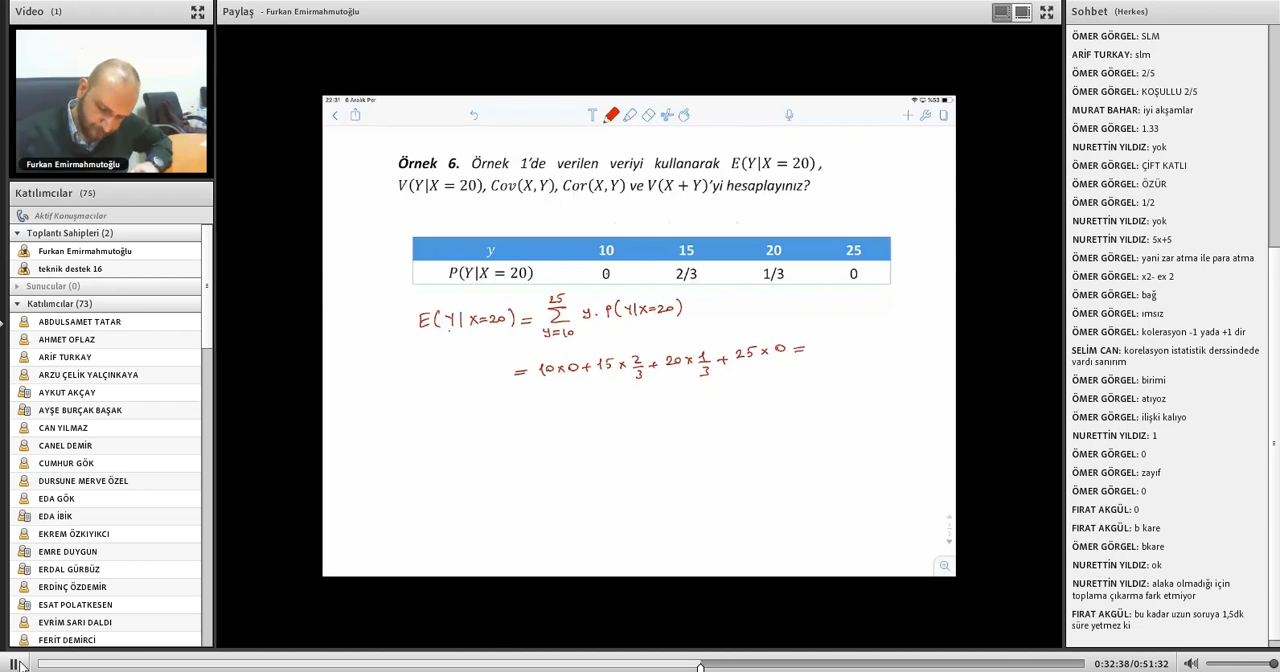 Video (1)
Furkan Emirmahmutoğlu
Katılımcılar (75)
Aktif Konuşmacılar
Toplantı Sahipleri (2)
Furkan Emirmahmutoğlu
teknik destek 16
Sunucular (0)
Katılımcılar (73)
ABDULSAMET TATAR
AHMET OFLAZ
ARİF TURKAY
ARZU ÇELİK YALÇINKAYA
AYKUT AKÇAY
AYŞE BURÇAK BAŞAK
CAN YILMAZ
CANEL DEMİR
CUMHUR GÖK
DURSUNE MERVE ÖZEL
EDA GÖK
EDA İBİK
EKREM ÖZKIYIKCI
EMRE DUYGUN
ERDAL GÜRBÜZ
ERDİNÇ ÖZDEMİR
ESAT POLATKESEN
EVRİM SARI DALDI
FERİT DEMİRCİ
Paylaş - Furkan Emirmahmutoğlu
22:31 6 Aralık Per
%53
Örnek 6. Örnek 1'de verilen veriyi kullanarak E(Y|X = 20) ,
V(Y|X = 20), Cov(X,Y), Cor(X,Y) ve V(X + Y)'yi hesaplayınız?
y 10 15 20 25
P(Y|X = 20) 0 2/3 1/3 0
E(Y|X=20) = 25 Σ y=10 y. P(Y|X=20)
= 10×0+15×2/3+20×1/3+25×0=
Sohbet (Herkes)
ÖMER GÖRGEL: SLM
ARİF TURKAY: slm
ÖMER GÖRGEL: 2/5
ÖMER GÖRGEL: KOŞULLU 2/5
MURAT BAHAR: iyi akşamlar
ÖMER GÖRGEL: 1.33
NURETTİN YILDIZ: yok
ÖMER GÖRGEL: ÇİFT KATLI
ÖMER GÖRGEL: ÖZÜR
ÖMER GÖRGEL: 1/2
NURETTİN YILDIZ: yok
NURETTİN YILDIZ: 5x+5
ÖMER GÖRGEL: yani zar atma ile para atma
ÖMER GÖRGEL: x2- ex 2
ÖMER GÖRGEL: bağ
ÖMER GÖRGEL: ımsız
ÖMER GÖRGEL: kolerasyon -1 yada +1 dir
SELİM CAN: korelasyon istatistik derssindede
vardı sanırım
ÖMER GÖRGEL: birimi
ÖMER GÖRGEL: atıyoz
ÖMER GÖRGEL: ilişki kalıyo
NURETTİN YILDIZ: 1
ÖMER GÖRGEL: 0
ÖMER GÖRGEL: zayıf
ÖMER GÖRGEL: 0
FIRAT AKGÜL: 0
FIRAT AKGÜL: b kare
ÖMER GÖRGEL: bkare
NURETTİN YILDIZ: ok
NURETTİN YILDIZ: alaka olmadığı için
toplama çıkarma fark etmiyor
FIRAT AKGÜL: bu kadar uzun soruya 1,5dk
süre yetmez ki
0:32:38/0:51:32